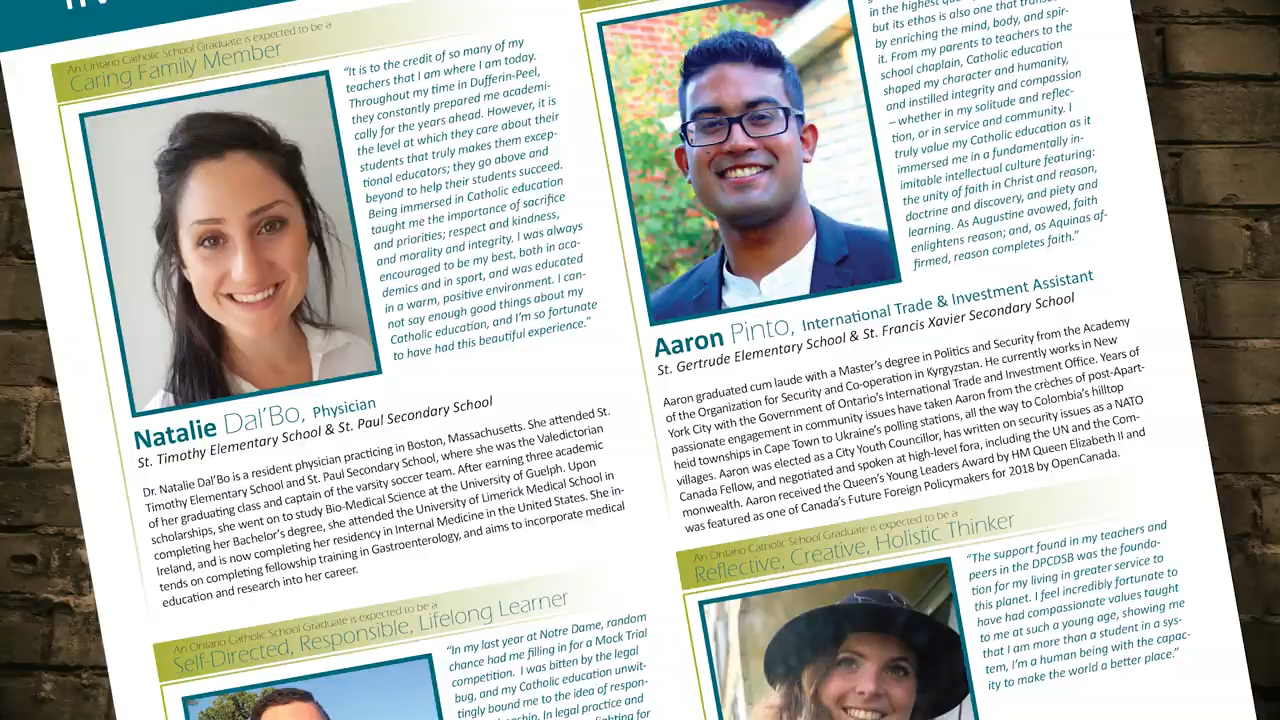 An Ontario Catholic School Graduate is expected to be a
Caring Family Member
“It is to the credit of so many of my
teachers that I am where I am today.
Throughout my time in Dufferin-Peel,
they constantly prepared me academi-
cally for the years ahead. However, it is
the level at which they care about their
students that truly makes them excep-
tional educators; they go above and
beyond to help their students succeed.
Being immersed in Catholic education
taught me the importance of sacrifice
and priorities; respect and kindness,
and morality and integrity. I was always
encouraged to be my best, both in aca-
demics and in sport, and was educated
in a warm, positive environment. I can-
not say enough good things about my
Catholic education, and I’m so fortunate
to have had this beautiful experience.”
Natalie Dal’Bo, Physician
St. Timothy Elementary School & St. Paul Secondary School
Dr. Natalie Dal’Bo is a resident physician practicing in Boston, Massachusetts. She attended St.
Timothy Elementary School and St. Paul Secondary School, where she was the Valedictorian
of her graduating class and captain of the varsity soccer team. After earning three academic
scholarships, she went on to study Bio-Medical Science at the University of Guelph. Upon
completing her Bachelor’s degree, she attended the University of Limerick Medical School in
Ireland, and is now completing her residency in Internal Medicine in the United States. She in-
tends on completing fellowship training in Gastroenterology, and aims to incorporate medical
education and research into her career.
An Ontario Catholic School Graduate is expected to be a
Self-Directed, Responsible, Lifelong Learner
“In my last year at Notre Dame, random
chance had me filling in for a Mock Trial
competition. I was bitten by the legal
bug, and my Catholic education unwit-
tingly bound me to the idea of respon-
In legal practice and
fighting for
in the highest
but its ethos is also one that
by enriching the mind, body, and spir-
it. From my parents to teachers to the
school chaplain, Catholic education
shaped my character and humanity,
and instilled integrity and compassion
– whether in my solitude and reflec-
tion, or in service and community. I
truly value my Catholic education as it
immersed me in a fundamentally in-
imitable intellectual culture featuring:
the unity of faith in Christ and reason,
doctrine and discovery, and piety and
learning. As Augustine avowed, faith
enlightens reason; and, as Aquinas af-
firmed, reason completes faith.”
Aaron Pinto, International Trade & Investment Assistant
St. Gertrude Elementary School & St. Francis Xavier Secondary School
Aaron graduated cum laude with a Master’s degree in Politics and Security from the Academy
of the Organization for Security and Co-operation in Kyrgyzstan. He currently works in New
York City with the Government of Ontario’s International Trade and Investment Office. Years of
passionate engagement in community issues have taken Aaron from the crèches of post-Apart-
heid townships in Cape Town to Ukraine’s polling stations, all the way to Colombia’s hilltop
villages. Aaron was elected as a City Youth Councillor, has written on security issues as a NATO
Canada Fellow, and negotiated and spoken at high-level fora, including the UN and the Com-
monwealth. Aaron received the Queen’s Young Leaders Award by HM Queen Elizabeth II and
was featured as one of Canada’s Future Foreign Policymakers for 2018 by OpenCanada.
An Ontario Catholic School Graduate is expected to be a
Reflective, Creative, Holistic Thinker
“The support found in my teachers and
peers in the DPCDSB was the founda-
tion for my living in greater service to
this planet. I feel incredibly fortunate to
have had compassionate values taught
to me at such a young age, showing me
that I am more than a student in a sys-
tem, I’m a human being with the capac-
ity to make the world a better place.”